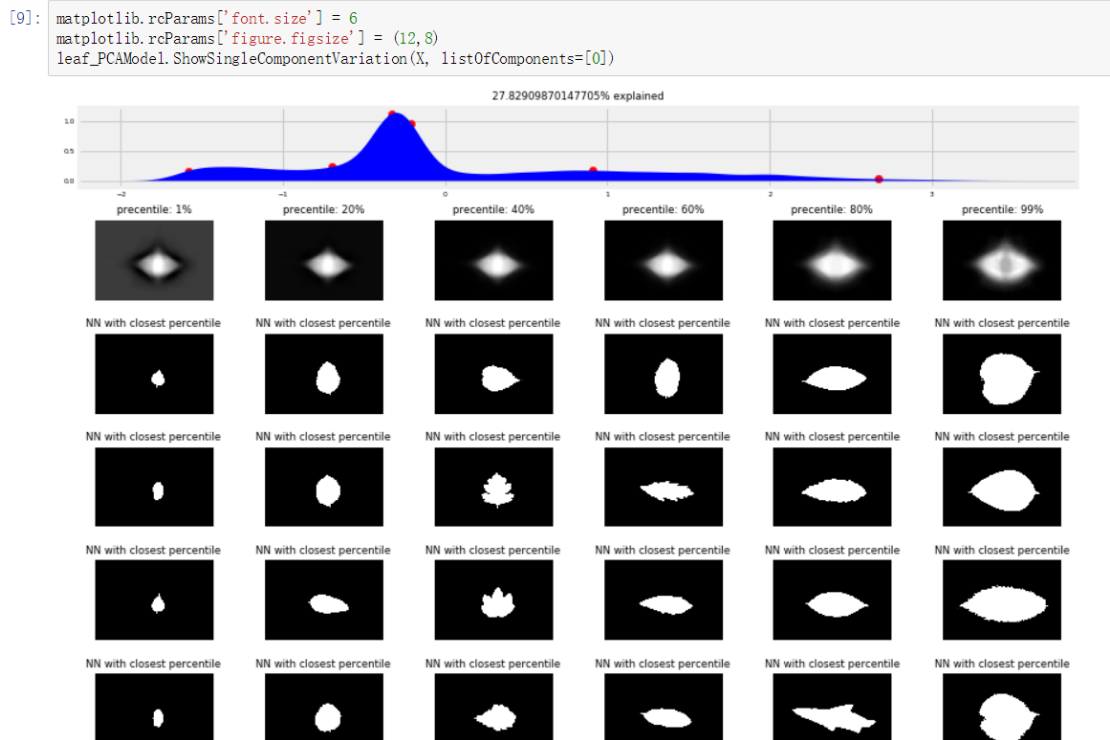 [9]:
matplotlib.rcParams['font.size'] = 6
matplotlib.rcParams['figure.figsize'] = (12,8)
leaf_PCAModel.ShowSingleComponentVariation(X, listOfComponents=[0])
27.82909870147705% explained
1.0
0.5
0.0
−2 −1 0 1 2 3
precentile: 1% precentile: 20% precentile: 40% precentile: 60% precentile: 80% precentile: 99%
NN with closest percentile NN with closest percentile NN with closest percentile NN with closest percentile NN with closest percentile NN with closest percentile
NN with closest percentile NN with closest percentile NN with closest percentile NN with closest percentile NN with closest percentile NN with closest percentile
NN with closest percentile NN with closest percentile NN with closest percentile NN with closest percentile NN with closest percentile NN with closest percentile
NN with closest percentile NN with closest percentile NN with closest percentile NN with closest percentile NN with closest percentile NN with closest percentile